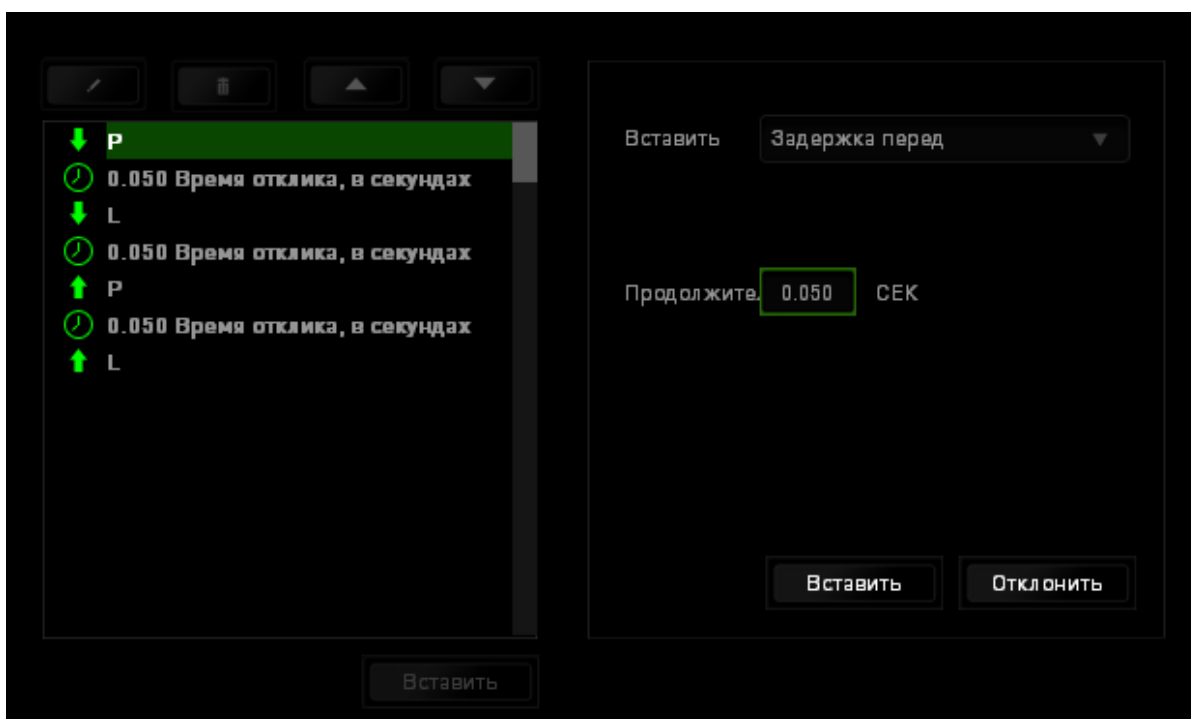 P
0.050 Время отклика, в секундах
L
0.050 Время отклика, в секундах
P
0.050 Время отклика, в секундах
L
Вставить
Вставить Задержка перед
Продолжите 0.050 СЕК
Вставить Отклонить